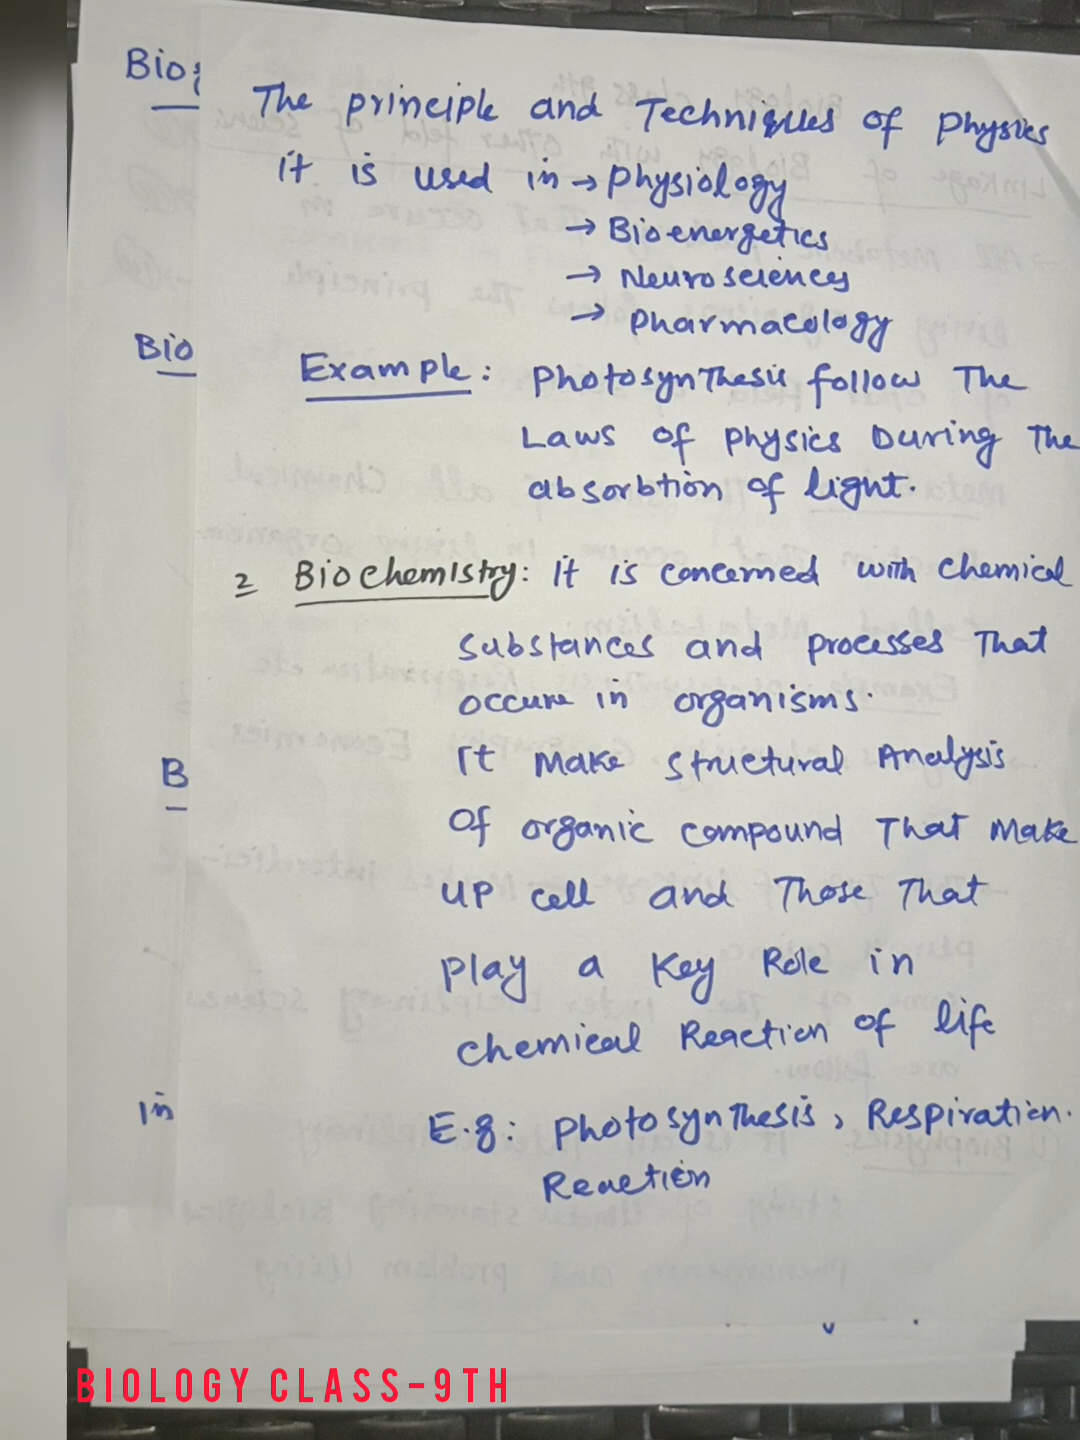 Bio
The principle and Techniques of Physics
it is used in → Physiology
→ Bioenergetics
→ Neurosciences
→ Pharmacology
Bio
Example: Photosynthesis follow The
Laws of Physics During The
absorbtion of light.
2 Biochemistry: it is concerned with chemical
substances and processes That
occure in organisms.
It make structural Analysis
of organic compound That make
up cell and Those That
play a key Role in
chemical Reaction of life
B
in
E.g: Photosynthesis, Respiration.
Reaction
BIOLOGY CLASS-9TH